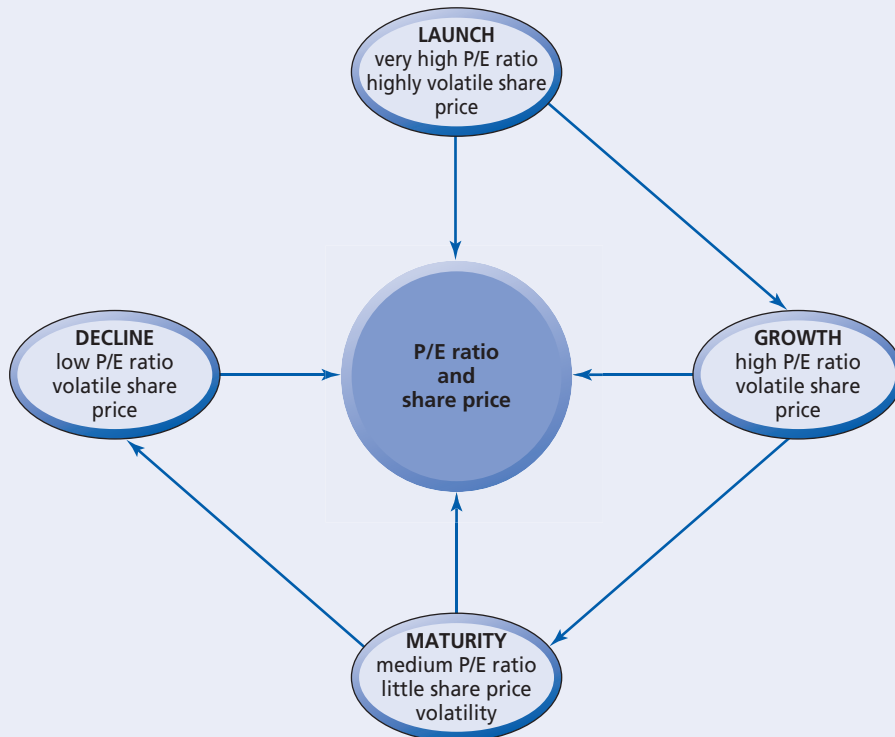 LAUNCH
very high P/E ratio
highly volatile share
price
DECLINE
low P/E ratio
volatile share
price
P/E ratio
and
share price
GROWTH
high P/E ratio
volatile share
price
MATURITY
medium P/E ratio
little share price
volatility